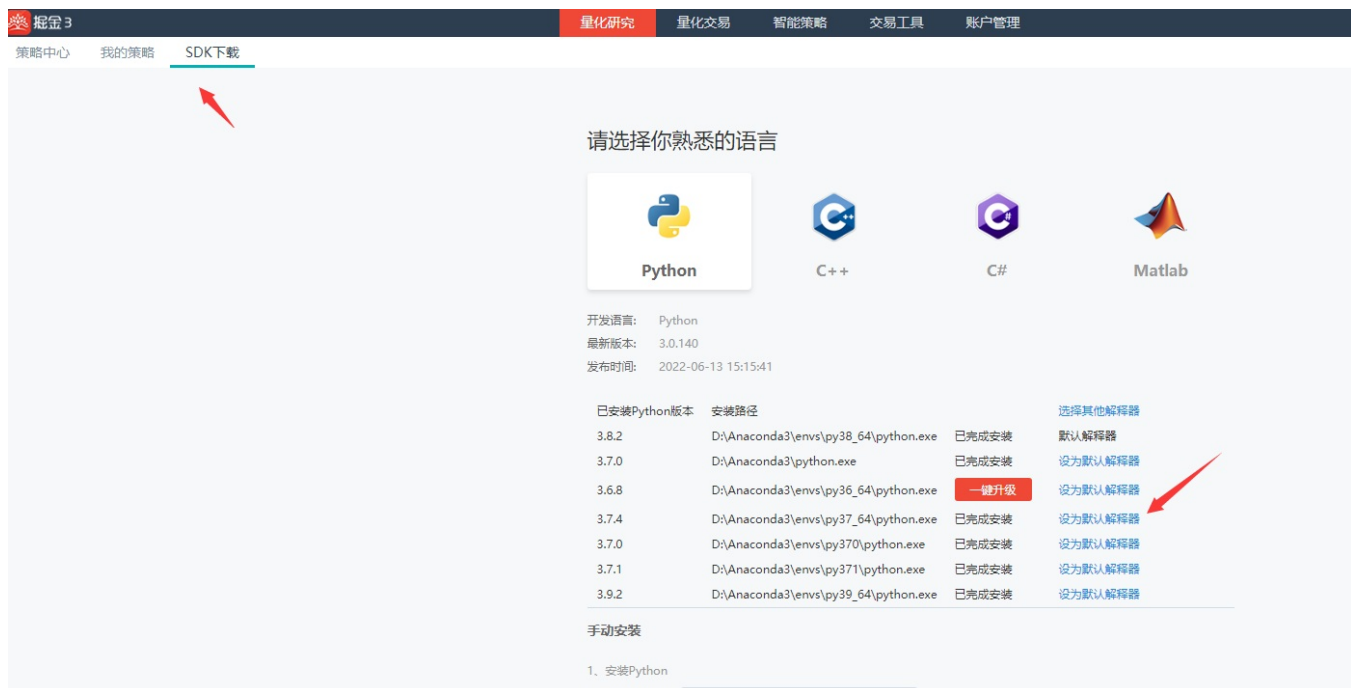 掘金3 量化研究 量化交易 智能策略 交易工具 账户管理
策略中心 我的策略 SDK下载
请选择你熟悉的语言
Python C++ C# Matlab
开发语言: Python
最新版本: 3.0.140
发布时间: 2022-06-13 15:15:41
已安装Python版本 安装路径 选择其他解释器
3.8.2 D:\Anaconda3\envs\py38_64\python.exe 已完成安装 默认解释器
3.7.0 D:\Anaconda3\python.exe 已完成安装 设为默认解释器
3.6.8 D:\Anaconda3\envs\py36_64\python.exe 一键升级 设为默认解释器
3.7.4 D:\Anaconda3\envs\py37_64\python.exe 已完成安装 设为默认解释器
3.7.0 D:\Anaconda3\envs\py370\python.exe 已完成安装 设为默认解释器
3.7.1 D:\Anaconda3\envs\py371\python.exe 已完成安装 设为默认解释器
3.9.2 D:\Anaconda3\envs\py39_64\python.exe 已完成安装 设为默认解释器
手动安装
1、安装Python